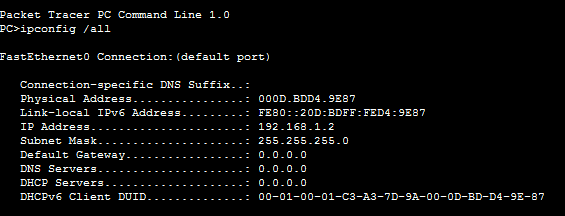 Packet Tracer PC Command Line 1.0
PC>ipconfig /all
FastEthernet0 Connection:(default port)
Connection-specific DNS Suffix..:
Physical Address................: 000D.BDD4.9E87
Link-local IPv6 Address.........: FE80::20D:BDFF:FED4:9E87
IP Address......................: 192.168.1.2
Subnet Mask.....................: 255.255.255.0
Default Gateway.................: 0.0.0.0
DNS Servers.....................: 0.0.0.0
DHCP Servers....................: 0.0.0.0
DHCPv6 Client DUID..............: 00-01-00-01-C3-A3-7D-9A-00-0D-BD-D4-9E-87